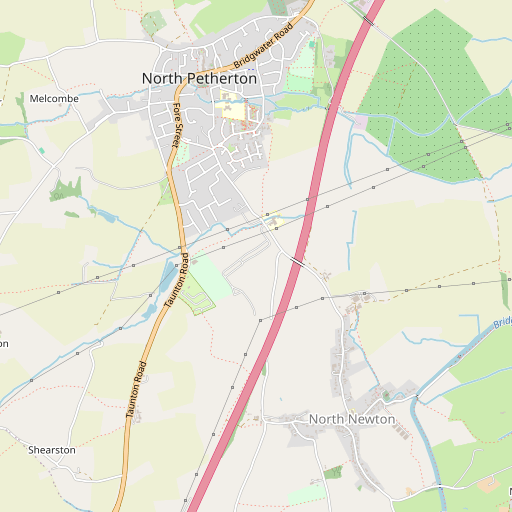 Bridgwater Road
North Petherton
Melcombe
Fore Street
Taunton Road
Taunton Road
North Newton
Shearston